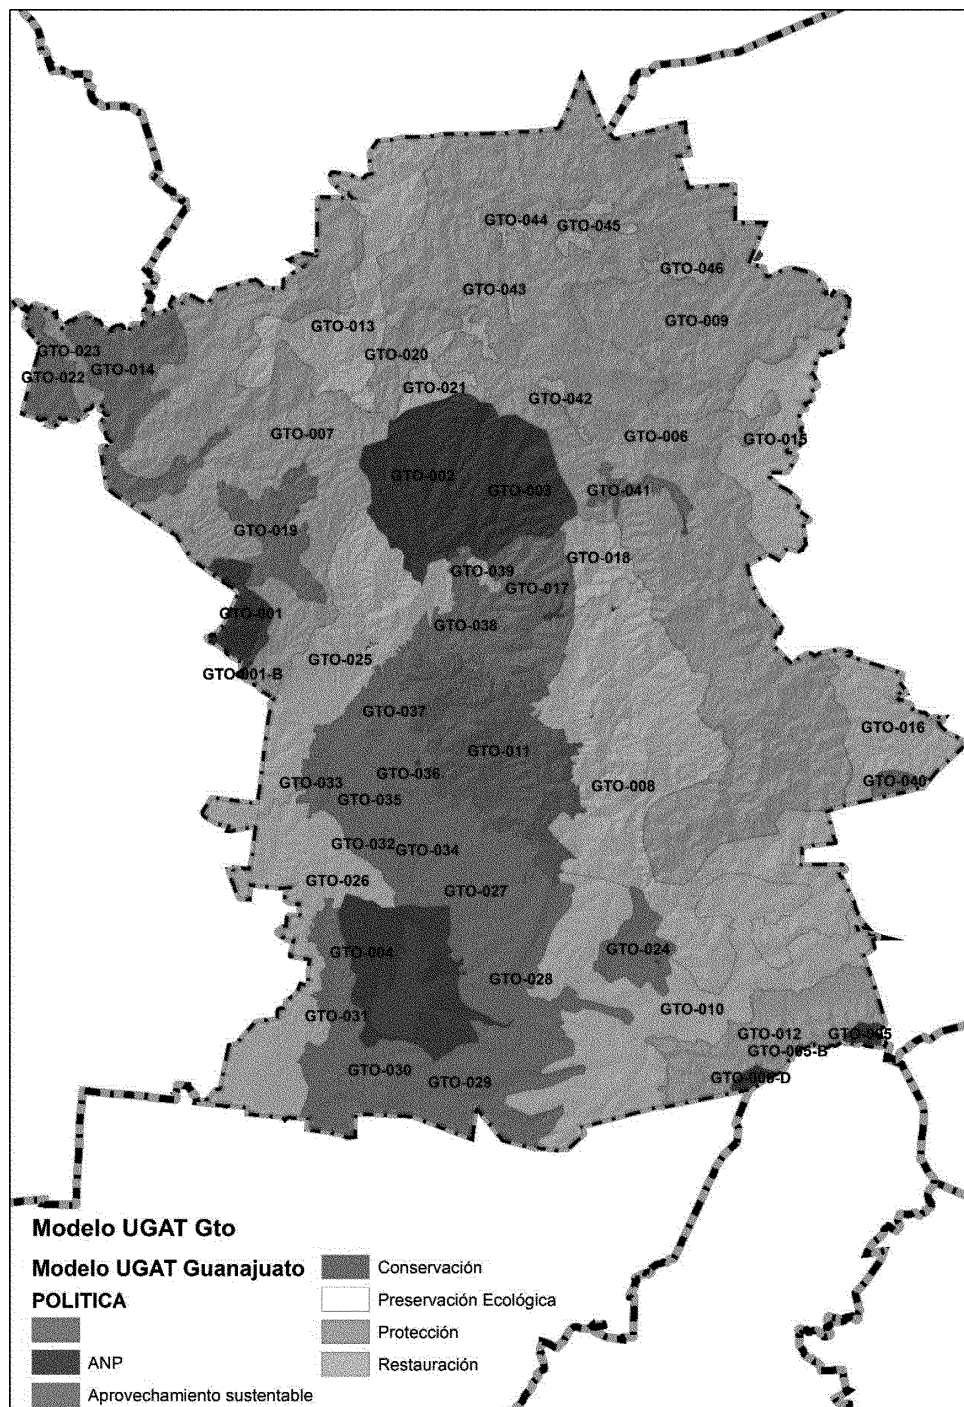 GTO-044
GTO-045
GTO-046
GTO-043
GTO-009
GTO-013
GTO-023
GTO-020
GTO-014
GTO-022
GTO-021
GTO-042
GTO-007
GTO-006
GTO-015
GTO-002
GTO-003
GTO-041
GTO-019
GTO-018
GTO-039
GTO-017
GTO-001
GTO-038
GTO-025
GTO-001-B
GTO-037
GTO-016
GTO-011
GTO-036
GTO-033
GTO-008
GTO-040
GTO-035
GTO-032
GTO-034
GTO-026
GTO-027
GTO-024
GTO-004
GTO-028
GTO-010
GTO-031
GTO-012
GTO-005
GTO-005-B
GTO-030
GTO-029
GTO-005-D
Modelo UGAT Gto
Modelo UGAT Guanajuato
POLITICA
ANP
Aprovechamiento sustentable
Conservación
Preservación Ecológica
Protección
Restauración